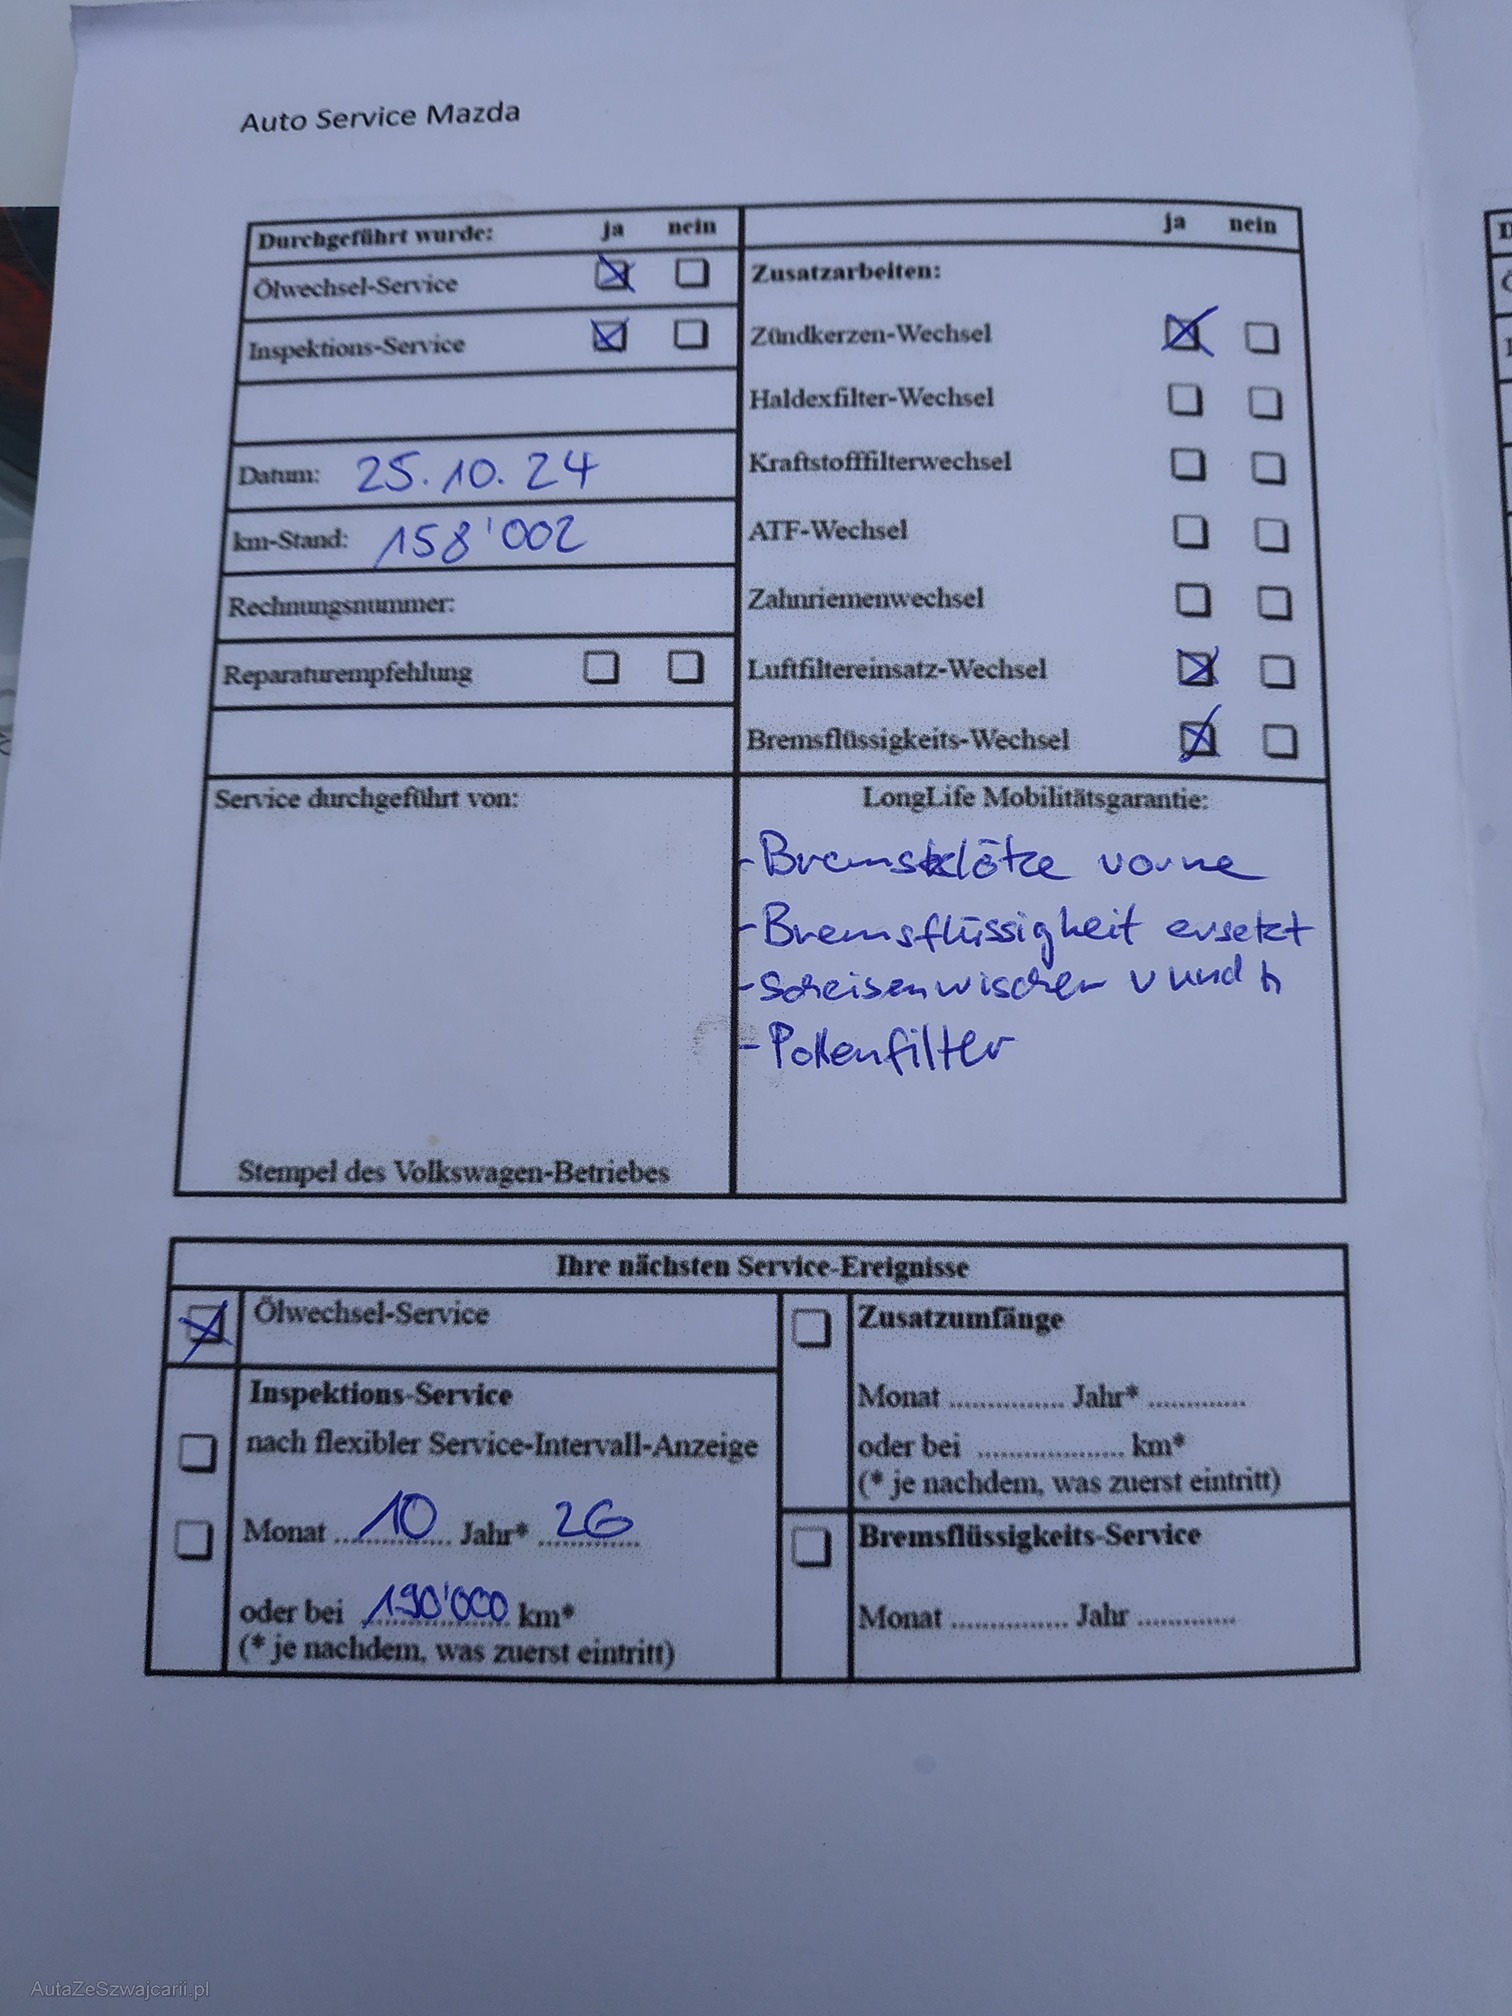 Auto Service Mazda
Durchgeführt wurde: ja nein
Ölwechsel-Service
Inspektions-Service
Datum: 25.10.24
km-Stand: 158'002
Rechnungsnummer:
Reparaturempfehlung
ja nein
Zusatzarbeiten:
Zündkerzen-Wechsel
Haldexfilter-Wechsel
Kraftstofffilterwechsel
ATF-Wechsel
Zahnriemenwechsel
Luftfiltereinsatz-Wechsel
Bremsflüssigkeits-Wechsel
Service durchgeführt von:
Stempel des Volkswagen-Betriebes
LongLife Mobilitätsgarantie:
- Bremsklötze vorne
- Bremsflüssigkeit ersetzt
- Scheisenwischer v und h
- Pollenfilter
Ihre nächsten Service-Ereignisse
Ölwechsel-Service
Inspektions-Service
nach flexibler Service-Intervall-Anzeige
Monat 10 Jahr* 26
oder bei 190'000 km*
(* je nachdem, was zuerst eintritt)
Zusatzumfänge
Monat .............. Jahr* ............
oder bei .................. km*
(* je nachdem, was zuerst eintritt)
Bremsflüssigkeits-Service
Monat .............. Jahr ............
AutaZeSzwajcarii.pl